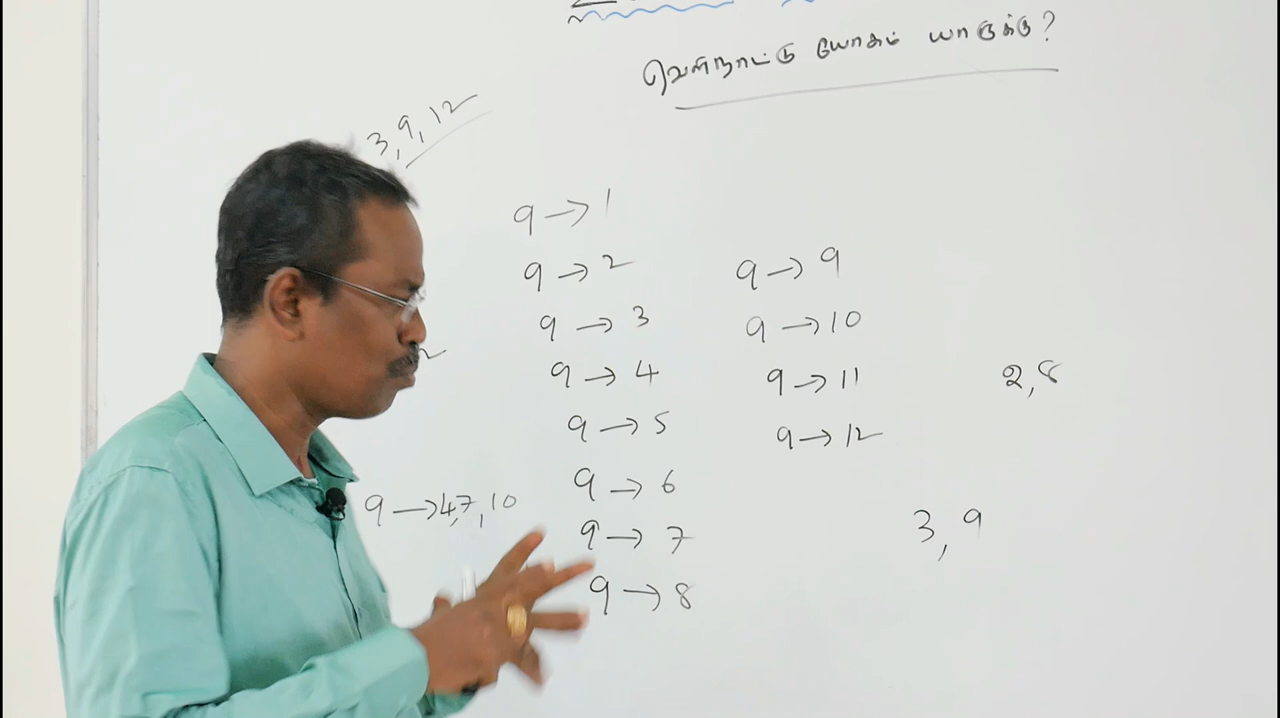 வெளிநாட்டு யோகம் யாருக்கு?
3, 9, 12
9 → 1
9 → 2
9 → 3
9 → 4
9 → 5
9 → 6
9 → 7
9 → 8
9 → 9
9 → 10
9 → 11
9 → 12
9 → 4,7,10
2,8
3, 9